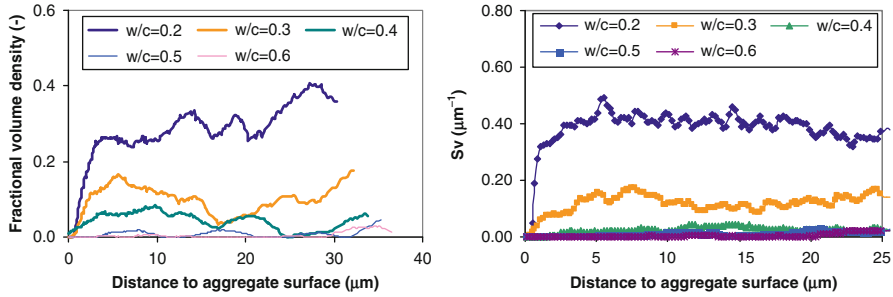 Fractional volume density (-)
0.6
0.4
0.2
0.0
w/c=0.2 w/c=0.3 w/c=0.4
w/c=0.5 w/c=0.6
0 10 20 30 40
Distance to aggregate surface (μm)
Sv (μm⁻¹)
0.80
0.60
0.40
0.20
0.00
w/c=0.2 w/c=0.3 w/c=0.4
w/c=0.5 w/c=0.6
0 5 10 15 20 25
Distance to aggregate surface (μm)